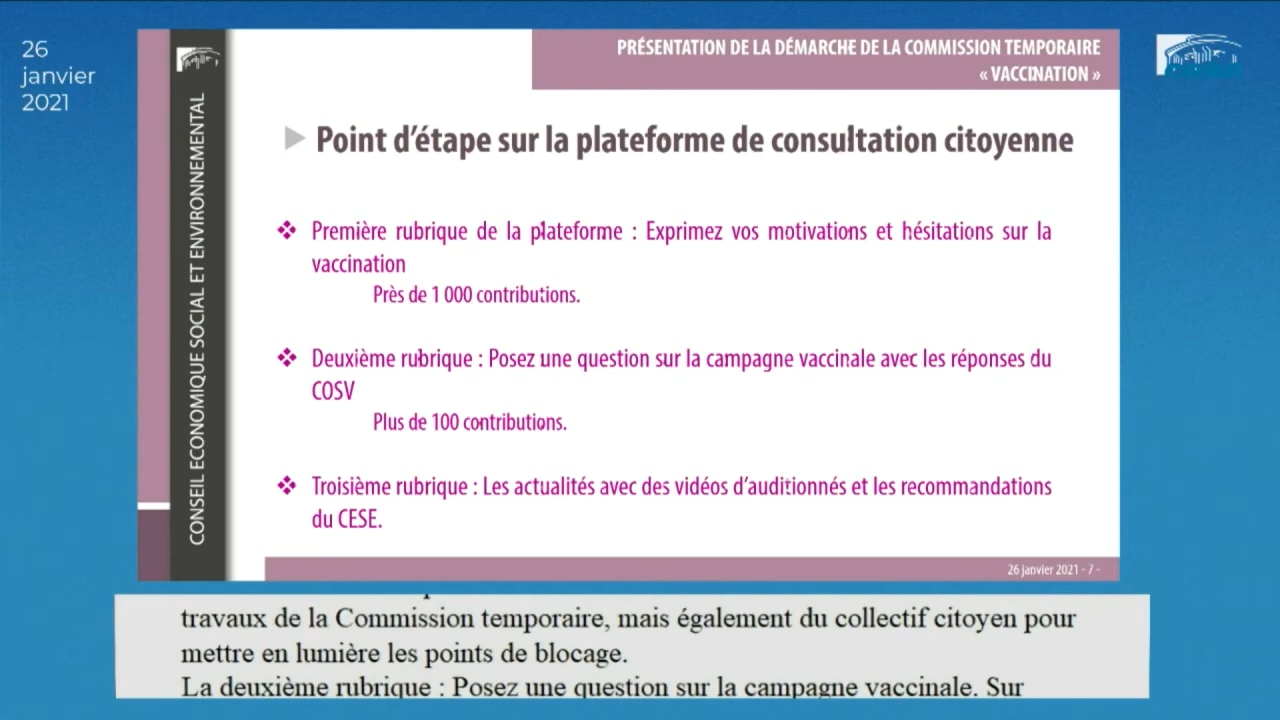 26
janvier
2021
PRÉSENTATION DE LA DÉMARCHE DE LA COMMISSION TEMPORAIRE
« VACCINATION »
CONSEIL ECONOMIQUE SOCIAL ET ENVIRONNEMENTAL
Point d'étape sur la plateforme de consultation citoyenne
Première rubrique de la plateforme : Exprimez vos motivations et hésitations sur la
vaccination
Près de 1 000 contributions.
Deuxième rubrique : Posez une question sur la campagne vaccinale avec les réponses du
COSV
Plus de 100 contributions.
Troisième rubrique : Les actualités avec des vidéos d'auditionnés et les recommandations
du CESE.
26 janvier 2021 - 7 -
travaux de la Commission temporaire, mais également du collectif citoyen pour
mettre en lumière les points de blocage.
La deuxième rubrique : Posez une question sur la campagne vaccinale. Sur